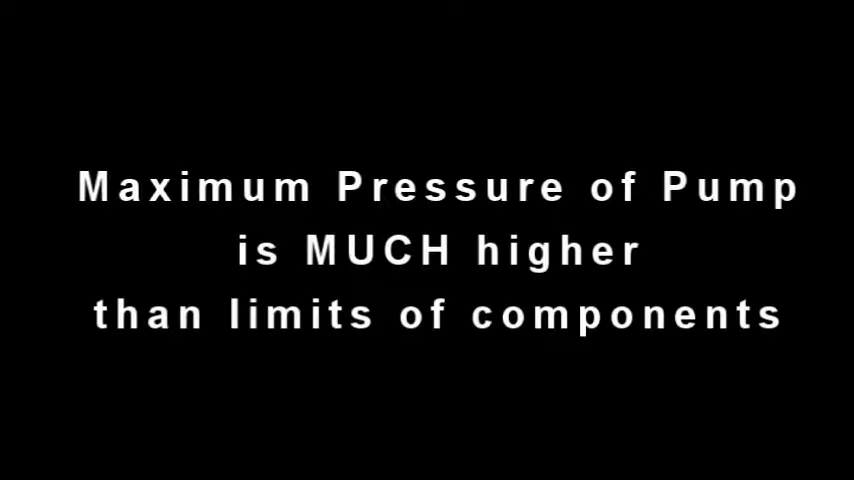 Maximum Pressure of Pump
is MUCH higher
than limits of components